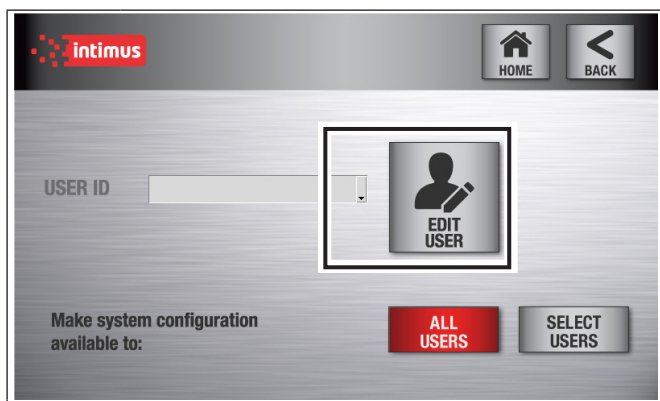 intimus
HOME
BACK
USER ID
EDIT
USER
Make system configuration
available to:
ALL
USERS
SELECT
USERS